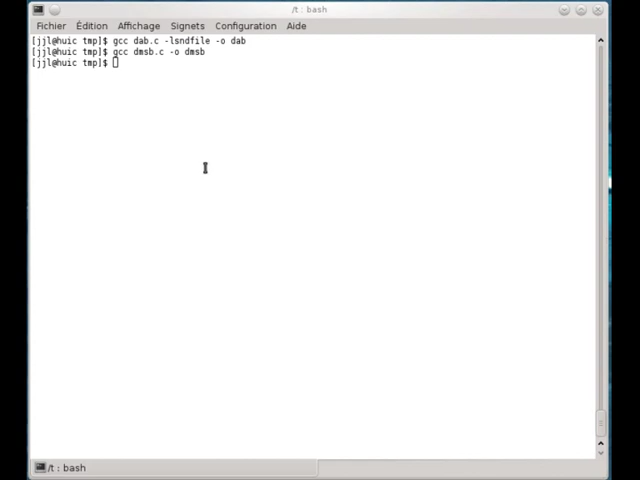 /t : bash
Fichier Édition Affichage Signets Configuration Aide
[jjl@huic tmp]$ gcc dab.c -lsndfile -o dab
[jjl@huic tmp]$ gcc dmsb.c -o dmsb
[jjl@huic tmp]$
/t : bash